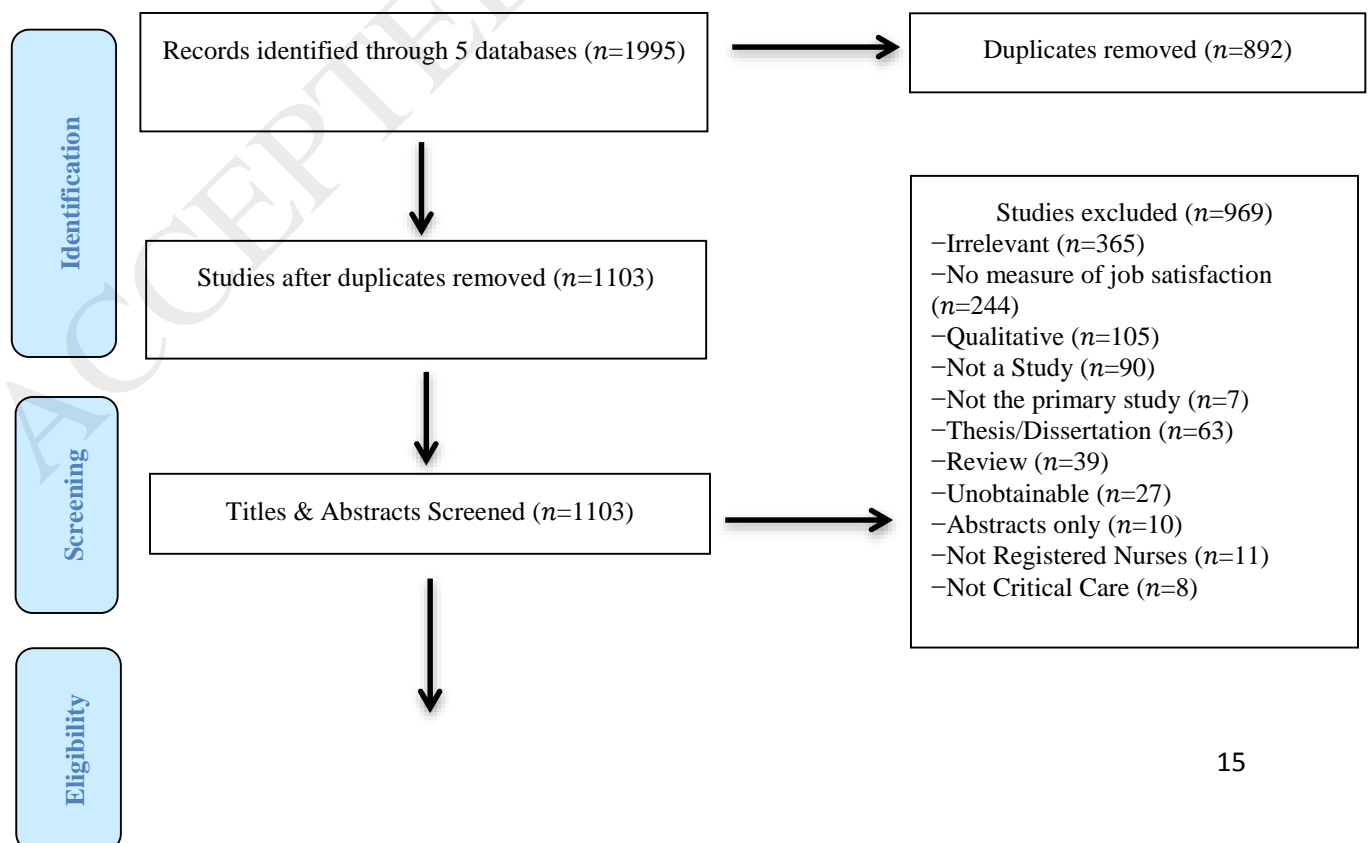 Identification
Records identified through 5 databases (n=1995)
Duplicates removed (n=892)
Studies after duplicates removed (n=1103)
Screening
Titles & Abstracts Screened (n=1103)
Studies excluded (n=969)
−Irrelevant (n=365)
−No measure of job satisfaction
(n=244)
−Qualitative (n=105)
−Not a Study (n=90)
−Not the primary study (n=7)
−Thesis/Dissertation (n=63)
−Review (n=39)
−Unobtainable (n=27)
−Abstracts only (n=10)
−Not Registered Nurses (n=11)
−Not Critical Care (n=8)
Eligibility
15
ACCEPTE